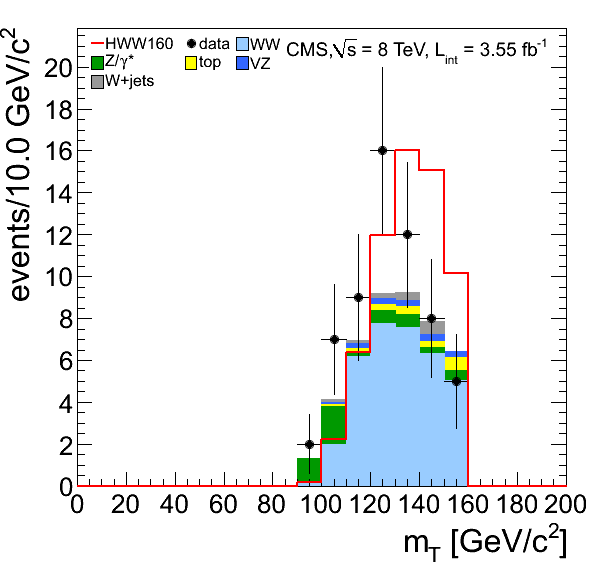 HWW160 data WW CMS,√s = 8 TeV, L_int = 3.55 fb⁻¹
Z/γ* top VZ
W+jets
events/10.0 GeV/c²
20
18
16
14
12
10
8
6
4
2
0
0 20 40 60 80 100 120 140 160 180 200
m_T [GeV/c²]